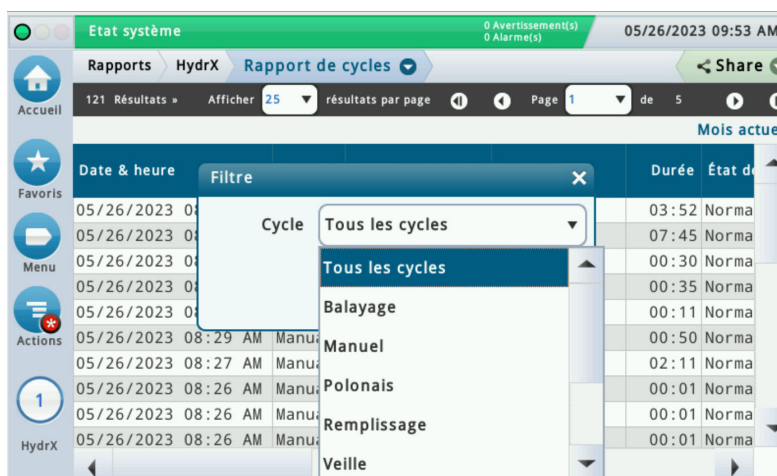 Etat système
0 Avertissement(s)
0 Alarme(s)
05/26/2023 09:53 AM
Rapports HydrX Rapport de cycles
Share
Accueil
121 Résultats » Afficher 25 résultats par page Page 1 de 5
Mois actue
Favoris
Date & heure Durée État de
Filtre
Cycle Tous les cycles
Tous les cycles
Balayage
Manuel
Polonais
Remplissage
Veille
Menu
Actions
1
HydrX
05/26/2023 03:52 Norma
05/26/2023 07:45 Norma
05/26/2023 00:30 Norma
05/26/2023 00:35 Norma
05/26/2023 00:11 Norma
05/26/2023 08:29 AM Manua 00:50 Norma
05/26/2023 08:27 AM Manua 02:11 Norma
05/26/2023 08:26 AM Manua 00:01 Norma
05/26/2023 08:26 AM Manua 00:01 Norma
05/26/2023 08:26 AM Manua 00:01 Norma